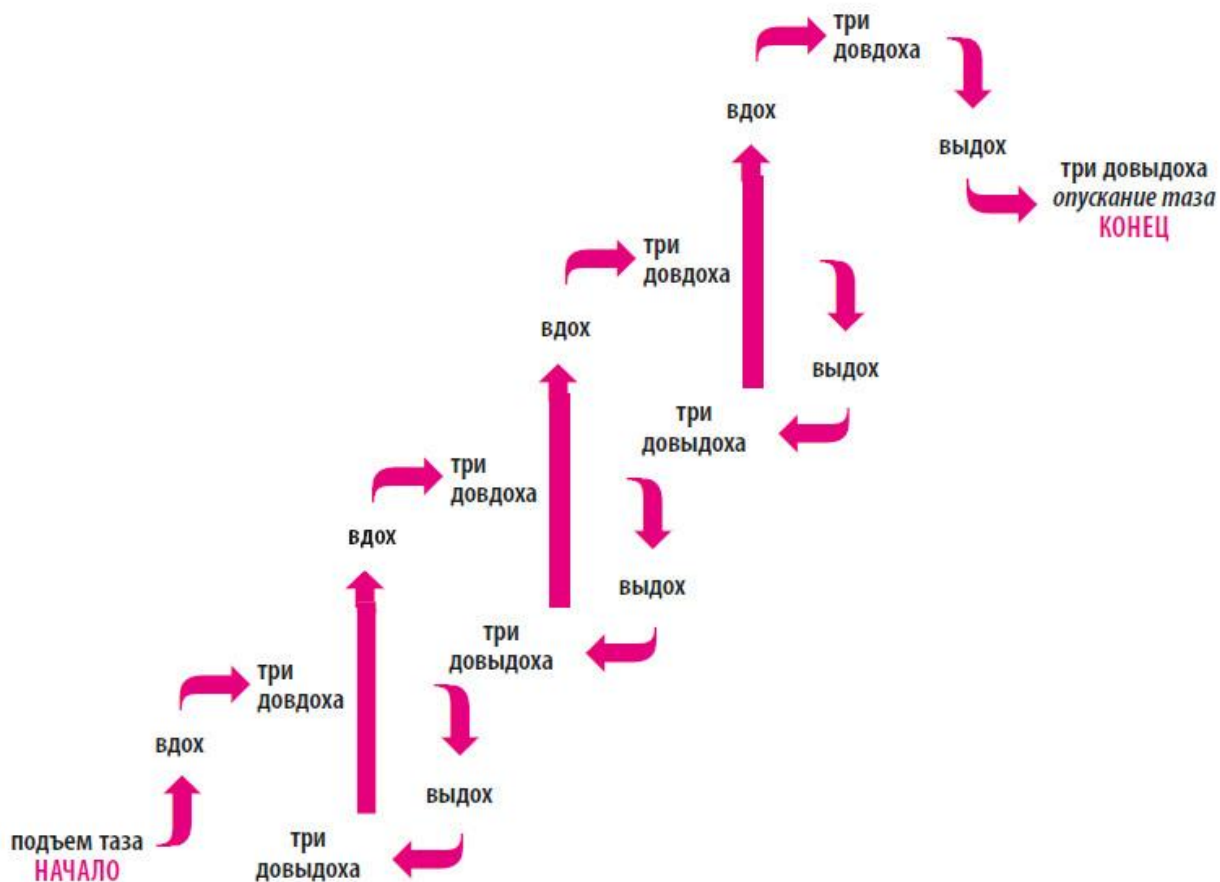 подъем таза
НАЧАЛО
вдох
три
довдоха
выдох
три
довыдоха
вдох
три
довдоха
выдох
три
довыдоха
вдох
три
довдоха
выдох
три
довыдоха
вдох
три
довдоха
выдох
три довыдоха
опускание таза
КОНЕЦ